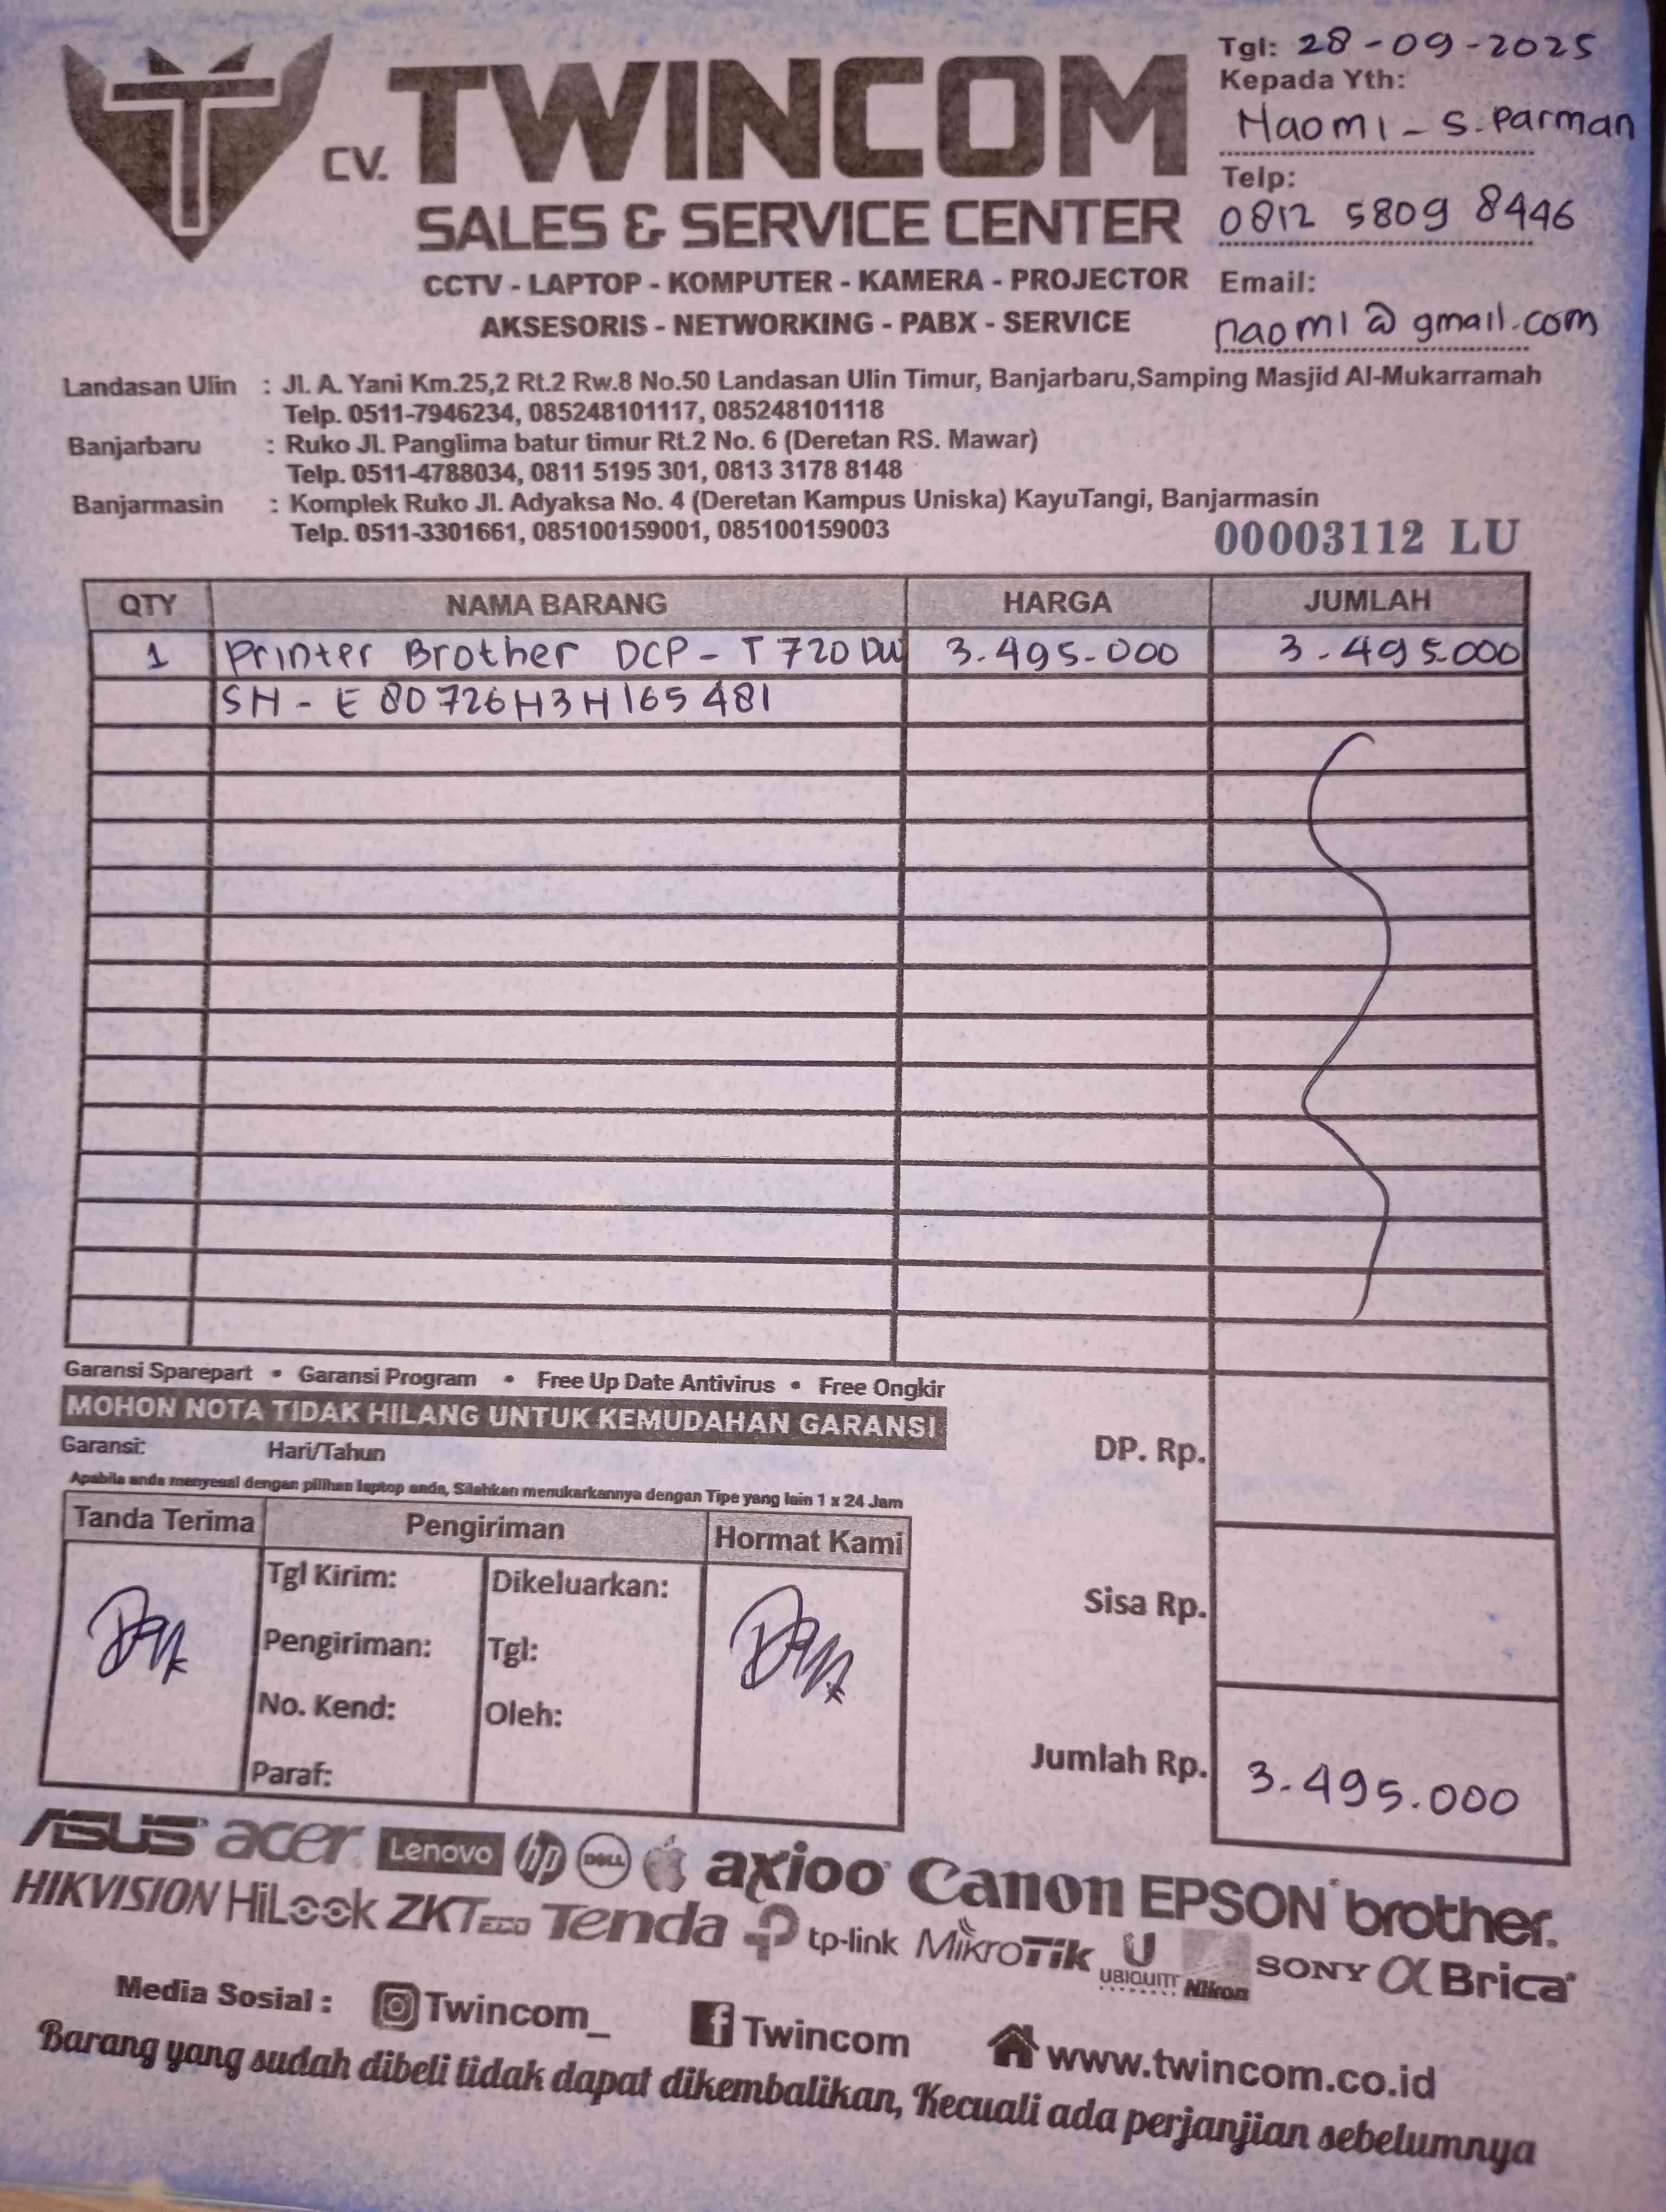 Tgl: 28-09-2025
Kepada Yth:
Naomi - S. Parman
Telp:
0812 5809 8446
Email:
naomi@gmail.com
CV. TWINCOM
SALES & SERVICE CENTER
CCTV - LAPTOP - KOMPUTER - KAMERA - PROJECTOR
AKSESORIS - NETWORKING - PABX - SERVICE
Landasan Ulin : Jl. A. Yani Km.25,2 Rt.2 Rw.8 No.50 Landasan Ulin Timur, Banjarbaru,Samping Masjid Al-Mukarramah
Telp. 0511-7946234, 085248101117, 085248101118
Banjarbaru : Ruko Jl. Panglima batur timur Rt.2 No. 6 (Deretan RS. Mawar)
Telp. 0511-4788034, 0811 5195 301, 0813 3178 8148
Banjarmasin : Komplek Ruko Jl. Adyaksa No. 4 (Deretan Kampus Uniska) KayuTangi, Banjarmasin
Telp. 0511-3301661, 085100159001, 085100159003
00003112 LU
QTY NAMA BARANG HARGA JUMLAH
1 Printer Brother DCP - T720DW 3.495.000 3.495.000
SN - E80726H3H165481
Garansi Sparepart • Garansi Program • Free Up Date Antivirus • Free Ongkir
MOHON NOTA TIDAK HILANG UNTUK KEMUDAHAN GARANSI
Garansi: Hari/Tahun
Apabila anda menyesal dengan pilihan laptop anda, Silahkan menukarkannya dengan Tipe yang lain 1 x 24 Jam
DP. Rp.
Sisa Rp.
Jumlah Rp. 3.495.000
Tanda Terima Pengiriman Hormat Kami
Tgl Kirim: Dikeluarkan:
Pengiriman: Tgl:
No. Kend: Oleh:
Paraf:
ASUS acer Lenovo hp DELL axioo Canon EPSON brother
HIKVISION HiLook ZKTeco Tenda tp-link MikroTik UBIQUITI Nikon SONY α Brica
Media Sosial : Twincom_ Twincom www.twincom.co.id
Barang yang sudah dibeli tidak dapat dikembalikan, Kecuali ada perjanjian sebelumnya